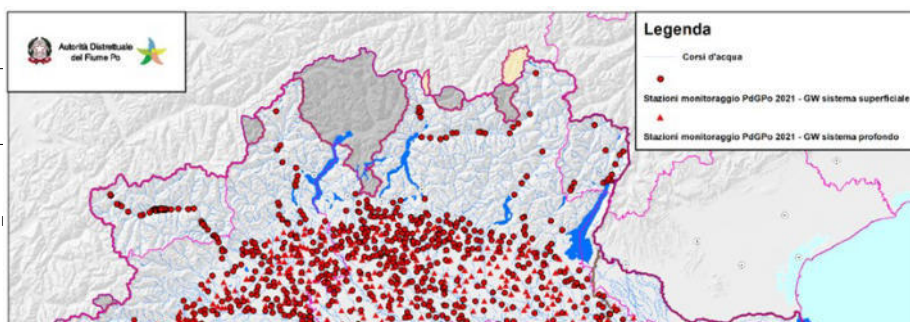 Autorità Distrettuale
del Fiume Po
Legenda
Corsi d'acqua
Stazioni monitoraggio PdGPo 2021 - GW sistema superficiale
Stazioni monitoraggio PdGPo 2021 - GW sistema profondo